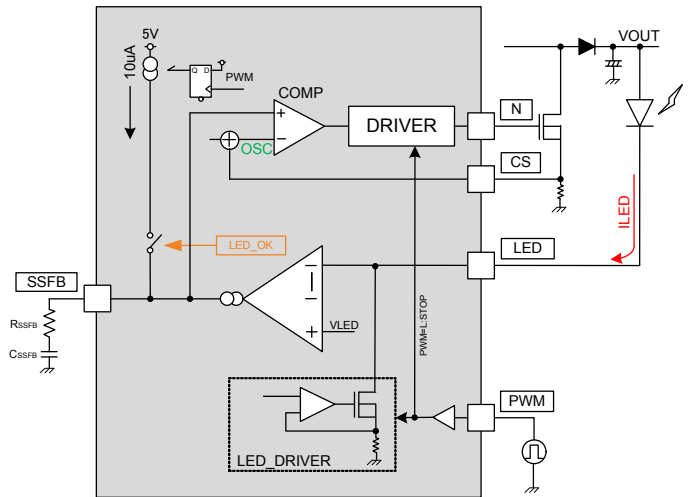 5V
10uA
Q D
PWM
COMP
+
−
OSC
DRIVER
N
CS
VOUT
ILED
LED_OK
LED
SSFB
RSSFB
CSSFB
VLED
+
PWM=L:STOP
LED_DRIVER
PWM